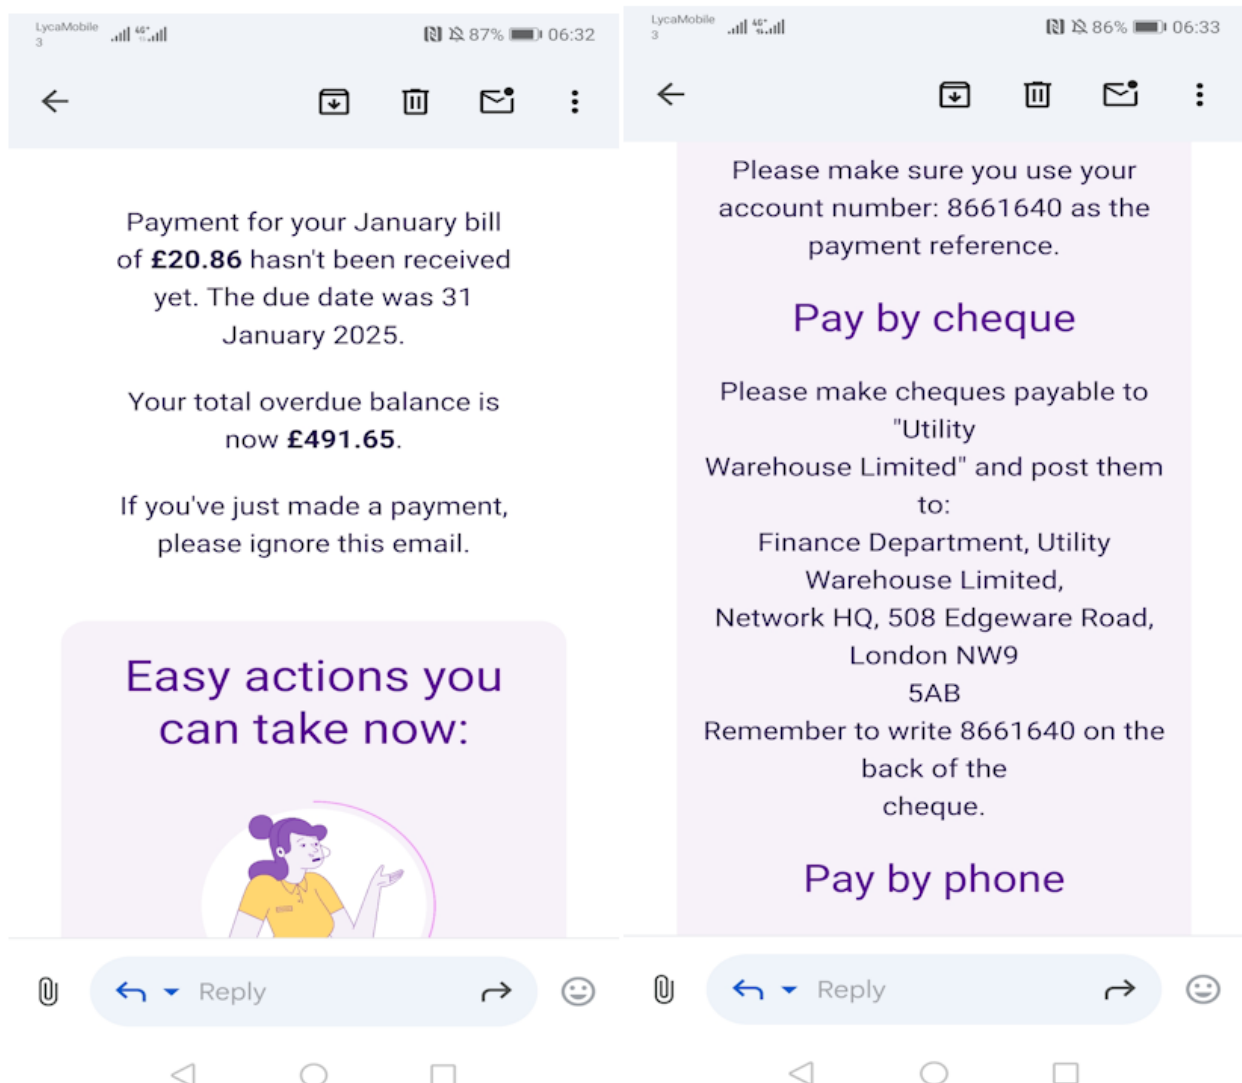 LycaMobile
3
4G+
87%
06:32
Payment for your January bill
of £20.86 hasn't been received
yet. The due date was 31
January 2025.
Your total overdue balance is
now £491.65.
If you've just made a payment,
please ignore this email.
Easy actions you
can take now:
Reply
LycaMobile
3
4G+
86%
06:33
Please make sure you use your
account number: 8661640 as the
payment reference.
Pay by cheque
Please make cheques payable to
"Utility
Warehouse Limited" and post them
to:
Finance Department, Utility
Warehouse Limited,
Network HQ, 508 Edgeware Road,
London NW9
5AB
Remember to write 8661640 on the
back of the
cheque.
Pay by phone
Reply